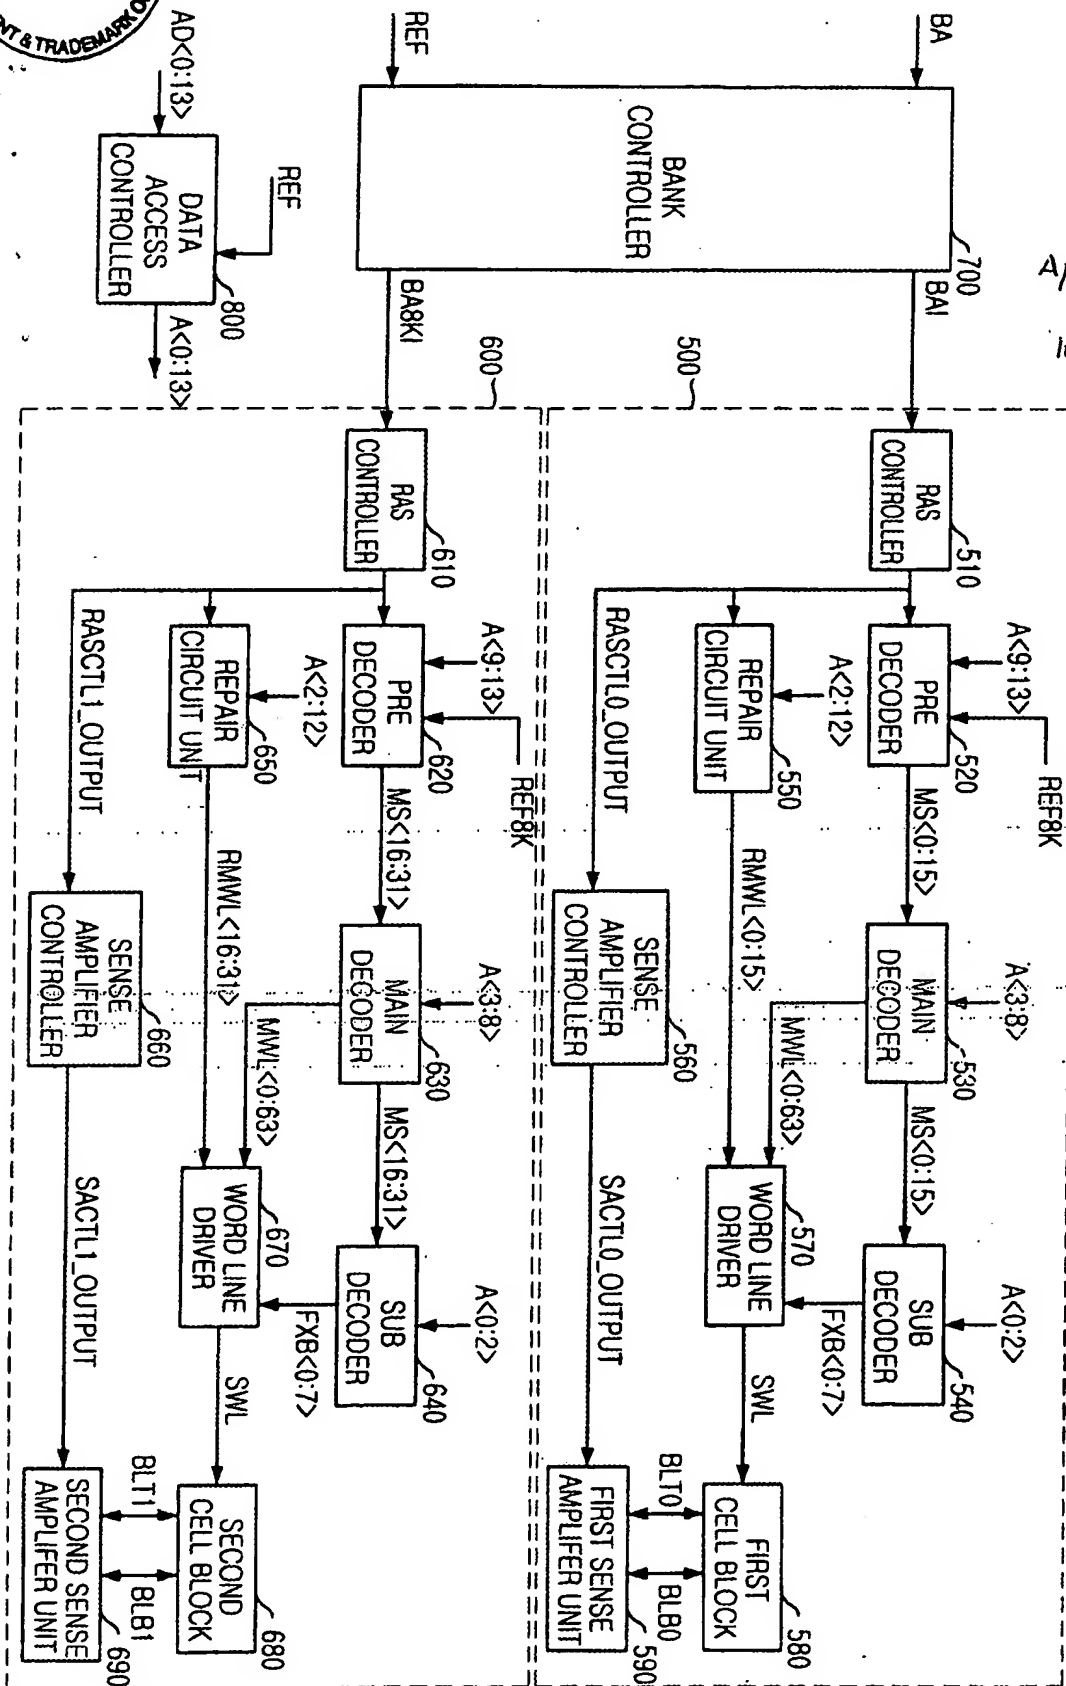 BA
REF
BANK
CONTROLLER
700
BAI
BA8KI
500
600
RAS
CONTROLLER
510
A<9:13>
REF8K
PRE
DECODER
520
MS<0:15>
A<3:8>
MAIN
DECODER
530
MS<0:15>
A<0:2>
SUB
DECODER
540
FXB<0:7>
A<2:12>
REPAIR
CIRCUIT UNIT
550
RMWL<0:15>
MWL<0:63>
WORD LINE
DRIVER
570
SWL
FIRST
CELL BLOCK
580
RASCTL0_OUTPUT
SENSE
AMPLIFIER
CONTROLLER
560
SACTL0_OUTPUT
BLT0
BLB0
FIRST SENSE
AMPLIFER UNIT
590
RAS
CONTROLLER
610
A<9:13>
REF8K
PRE
DECODER
620
MS<16:31>
A<3:8>
MAIN
DECODER
630
MS<16:31>
A<0:2>
SUB
DECODER
640
FXB<0:7>
A<2:12>
REPAIR
CIRCUIT UNIT
650
RMWL<16:31>
MWL<0:63>
WORD LINE
DRIVER
670
SWL
SECOND
CELL BLOCK
680
RASCTL1_OUTPUT
SENSE
AMPLIFIER
CONTROLLER
660
SACTL1_OUTPUT
BLT1
BLB1
SECOND SENSE
AMPLIFER UNIT
690
REF
AD<0:13>
DATA
ACCESS
CONTROLLER
800
A<0:13>
& TRADEMARK